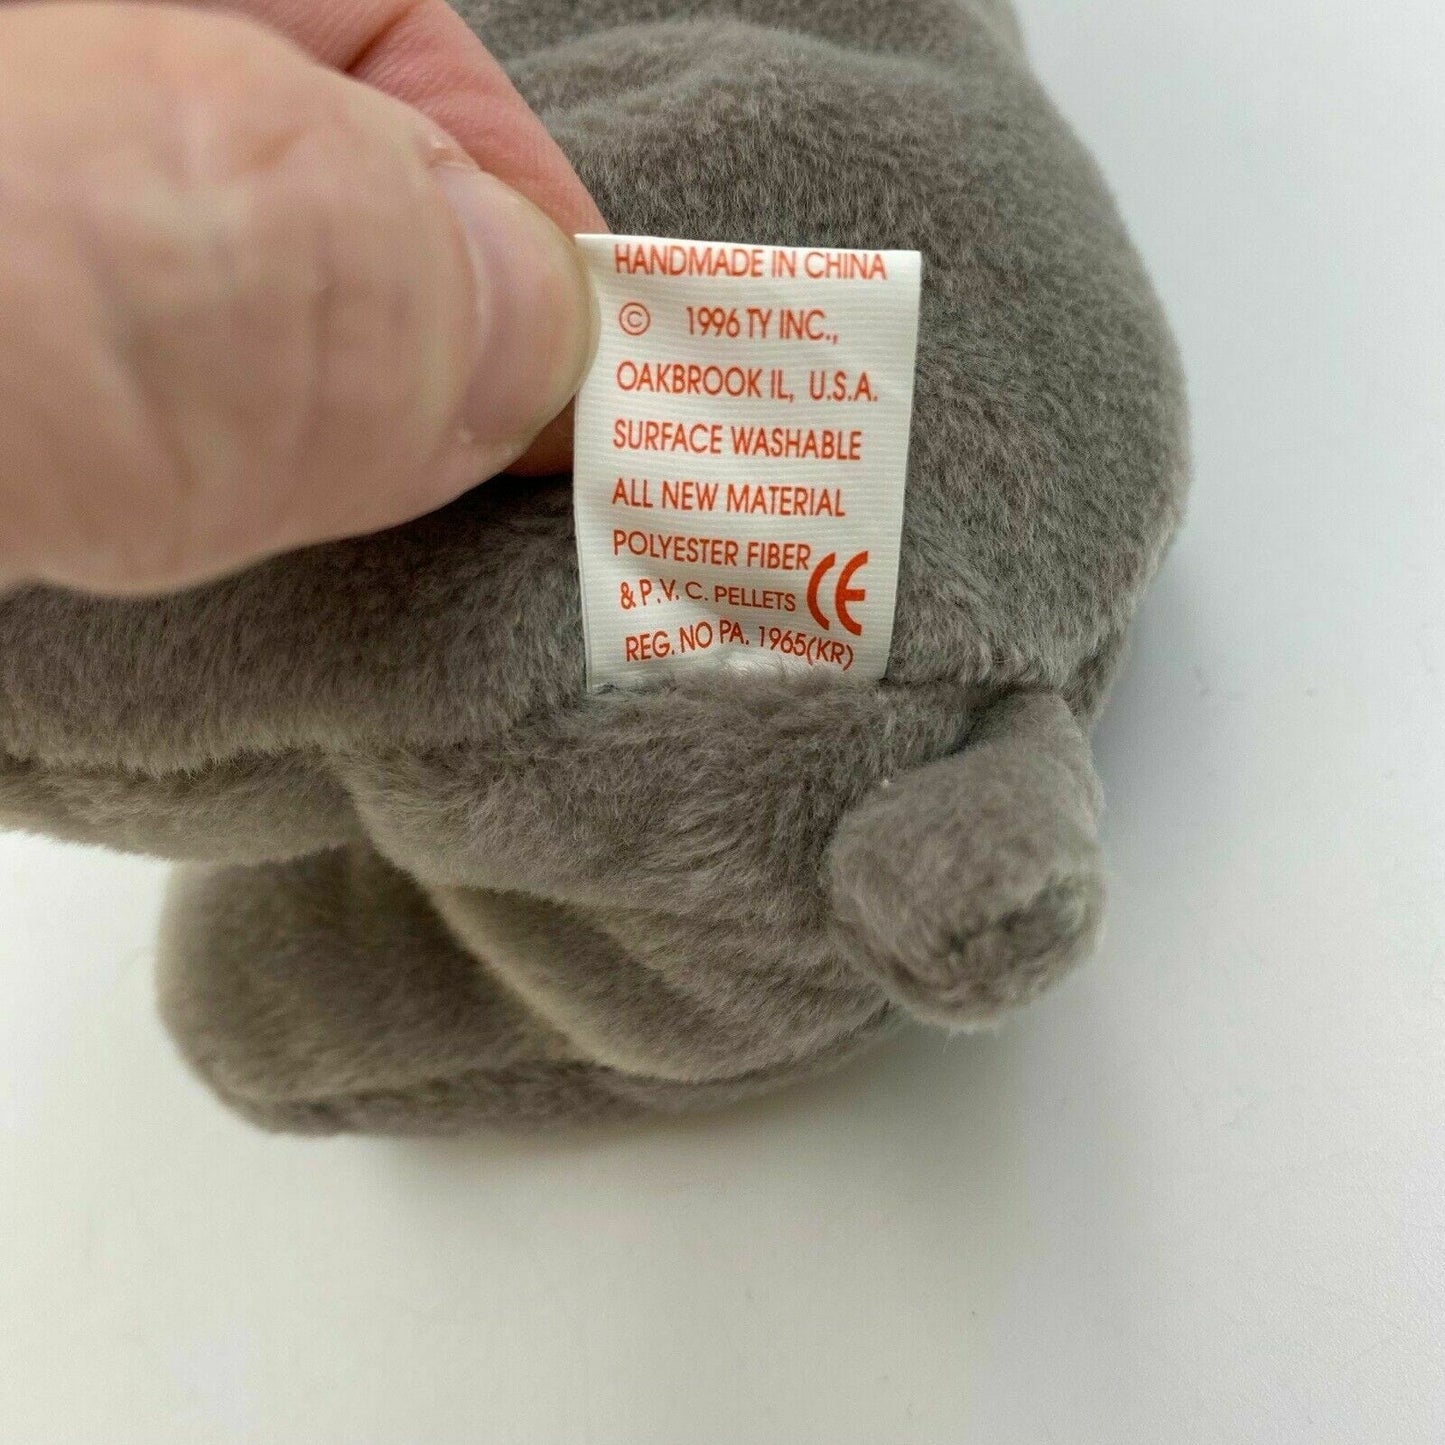 HANDMADE IN CHINA
© 1996 TY INC.,
OAKBROOK IL, U.S.A.
SURFACE WASHABLE
ALL NEW MATERIAL
POLYESTER FIBER
& P.V.C. PELLETS CE
REG. NO PA. 1965(KR)